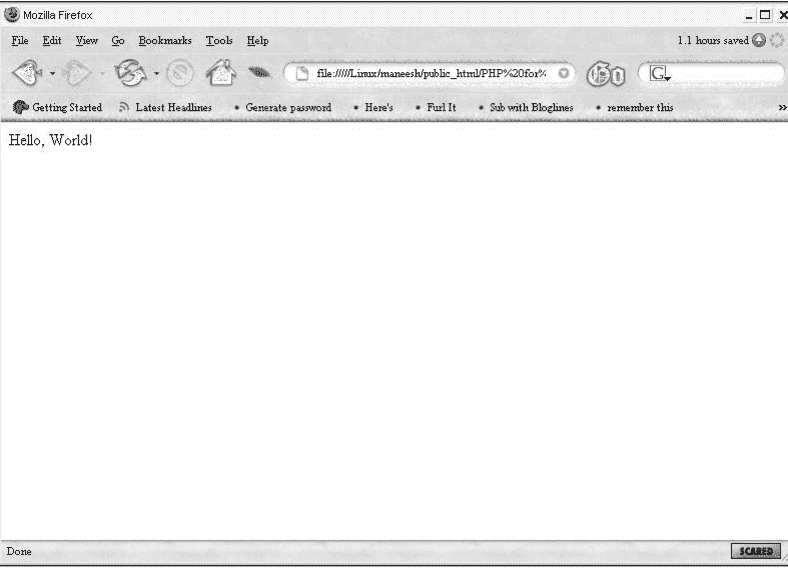 Mozilla Firefox
File Edit View Go Bookmarks Tools Help 1.1 hours saved
file://///Linux/maneesh/public_html/PHP%20for% Go G
Getting Started Latest Headlines Generate password Here's Furl It Sub with Bloglines remember this »
Hello, World!
Done SCARED